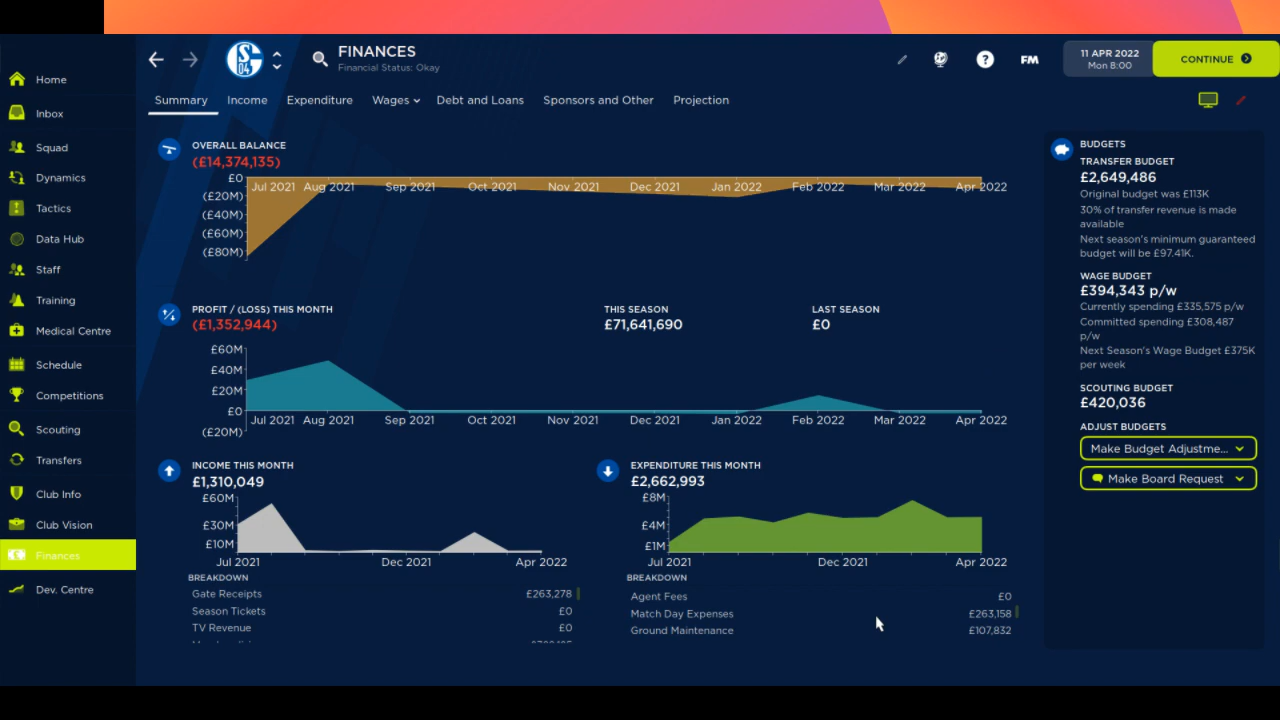 FINANCES
Financial Status: Okay
FM
11 APR 2022
Mon 8:00
CONTINUE
Home
Inbox
Squad
Dynamics
Tactics
Data Hub
Staff
Training
Medical Centre
Schedule
Competitions
Scouting
Transfers
Club Info
Club Vision
Finances
Dev. Centre
Summary Income Expenditure Wages Debt and Loans Sponsors and Other Projection
OVERALL BALANCE
(£14,374,135)
£0
(£20M)
(£40M)
(£60M)
(£80M)
Jul 2021 Aug 2021 Sep 2021 Oct 2021 Nov 2021 Dec 2021 Jan 2022 Feb 2022 Mar 2022 Apr 2022
PROFIT / (LOSS) THIS MONTH
(£1,352,944)
THIS SEASON
£71,641,690
LAST SEASON
£0
£60M
£40M
£20M
£0
(£20M)
Jul 2021 Aug 2021 Sep 2021 Oct 2021 Nov 2021 Dec 2021 Jan 2022 Feb 2022 Mar 2022 Apr 2022
INCOME THIS MONTH
£1,310,049
£60M
£30M
£10M
Jul 2021 Dec 2021 Apr 2022
BREAKDOWN
Gate Receipts £263,278
Season Tickets £0
TV Revenue £0
EXPENDITURE THIS MONTH
£2,662,993
£8M
£4M
£1M
Jul 2021 Dec 2021 Apr 2022
BREAKDOWN
Agent Fees £0
Match Day Expenses £263,158
Ground Maintenance £107,832
BUDGETS
TRANSFER BUDGET
£2,649,486
Original budget was £113K
30% of transfer revenue is made
available
Next season's minimum guaranteed
budget will be £97.41K.
WAGE BUDGET
£394,343 p/w
Currently spending £335,575 p/w
Committed spending £308,487
p/w
Next Season's Wage Budget £375K
per week
SCOUTING BUDGET
£420,036
ADJUST BUDGETS
Make Budget Adjustme...
Make Board Request